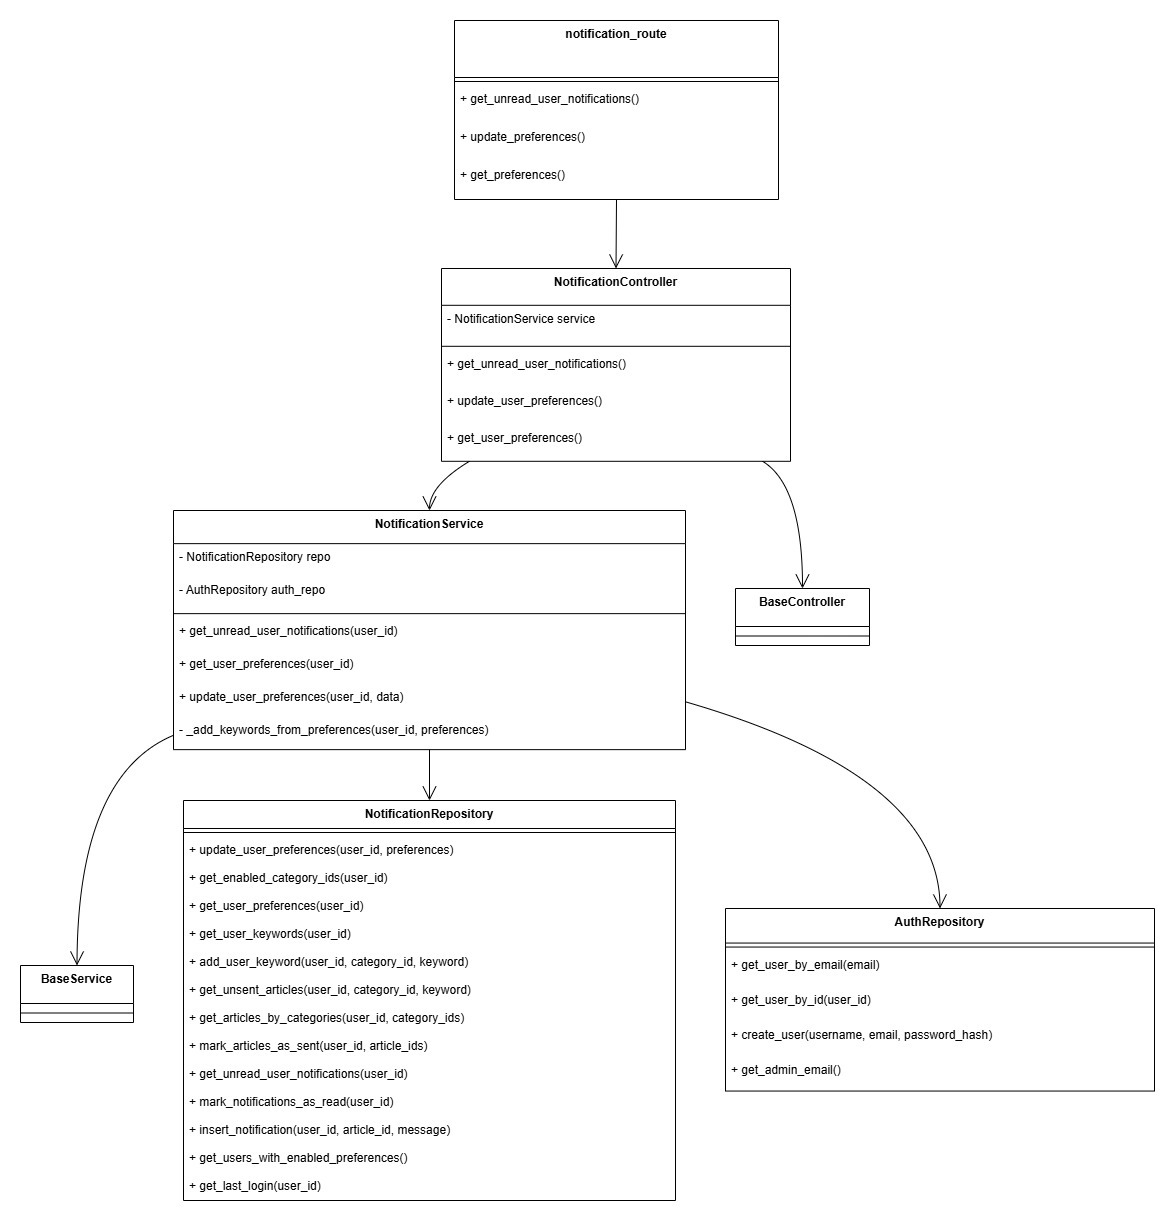 notification_route
+ get_unread_user_notifications()
+ update_preferences()
+ get_preferences()
NotificationController
- NotificationService service
+ get_unread_user_notifications()
+ update_user_preferences()
+ get_user_preferences()
NotificationService
- NotificationRepository repo
- AuthRepository auth_repo
+ get_unread_user_notifications(user_id)
+ get_user_preferences(user_id)
+ update_user_preferences(user_id, data)
- _add_keywords_from_preferences(user_id, preferences)
BaseController
NotificationRepository
+ update_user_preferences(user_id, preferences)
+ get_enabled_category_ids(user_id)
+ get_user_preferences(user_id)
+ get_user_keywords(user_id)
+ add_user_keyword(user_id, category_id, keyword)
+ get_unsent_articles(user_id, category_id, keyword)
+ get_articles_by_categories(user_id, category_ids)
+ mark_articles_as_sent(user_id, article_ids)
+ get_unread_user_notifications(user_id)
+ mark_notifications_as_read(user_id)
+ insert_notification(user_id, article_id, message)
+ get_users_with_enabled_preferences()
+ get_last_login(user_id)
AuthRepository
+ get_user_by_email(email)
+ get_user_by_id(user_id)
+ create_user(username, email, password_hash)
+ get_admin_email()
BaseService